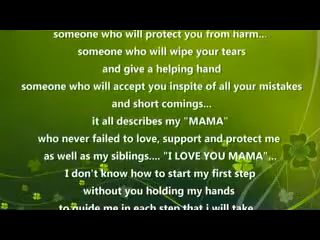 someone who will protect you from harm...
someone who will wipe your tears
and give a helping hand
someone who will accept you inspite of all your mistakes
and short comings...
it all describes my "MAMA"
who never failed to love, support and protect me
as well as my siblings.... "I LOVE YOU MAMA"...
I don't know how to start my first step
without you holding my hands
to guide me in each step that i will take